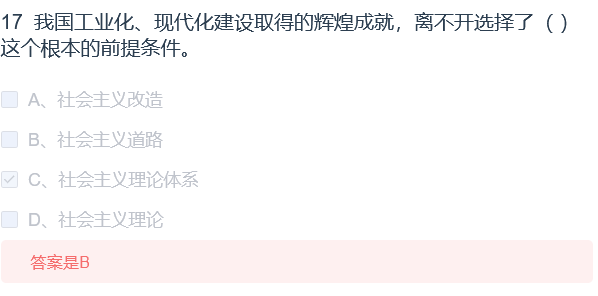 17 我国工业化、现代化建设取得的辉煌成就，离不开选择了（ ）
这个根本的前提条件。
A、社会主义改造
B、社会主义道路
C、社会主义理论体系
D、社会主义理论
答案是B